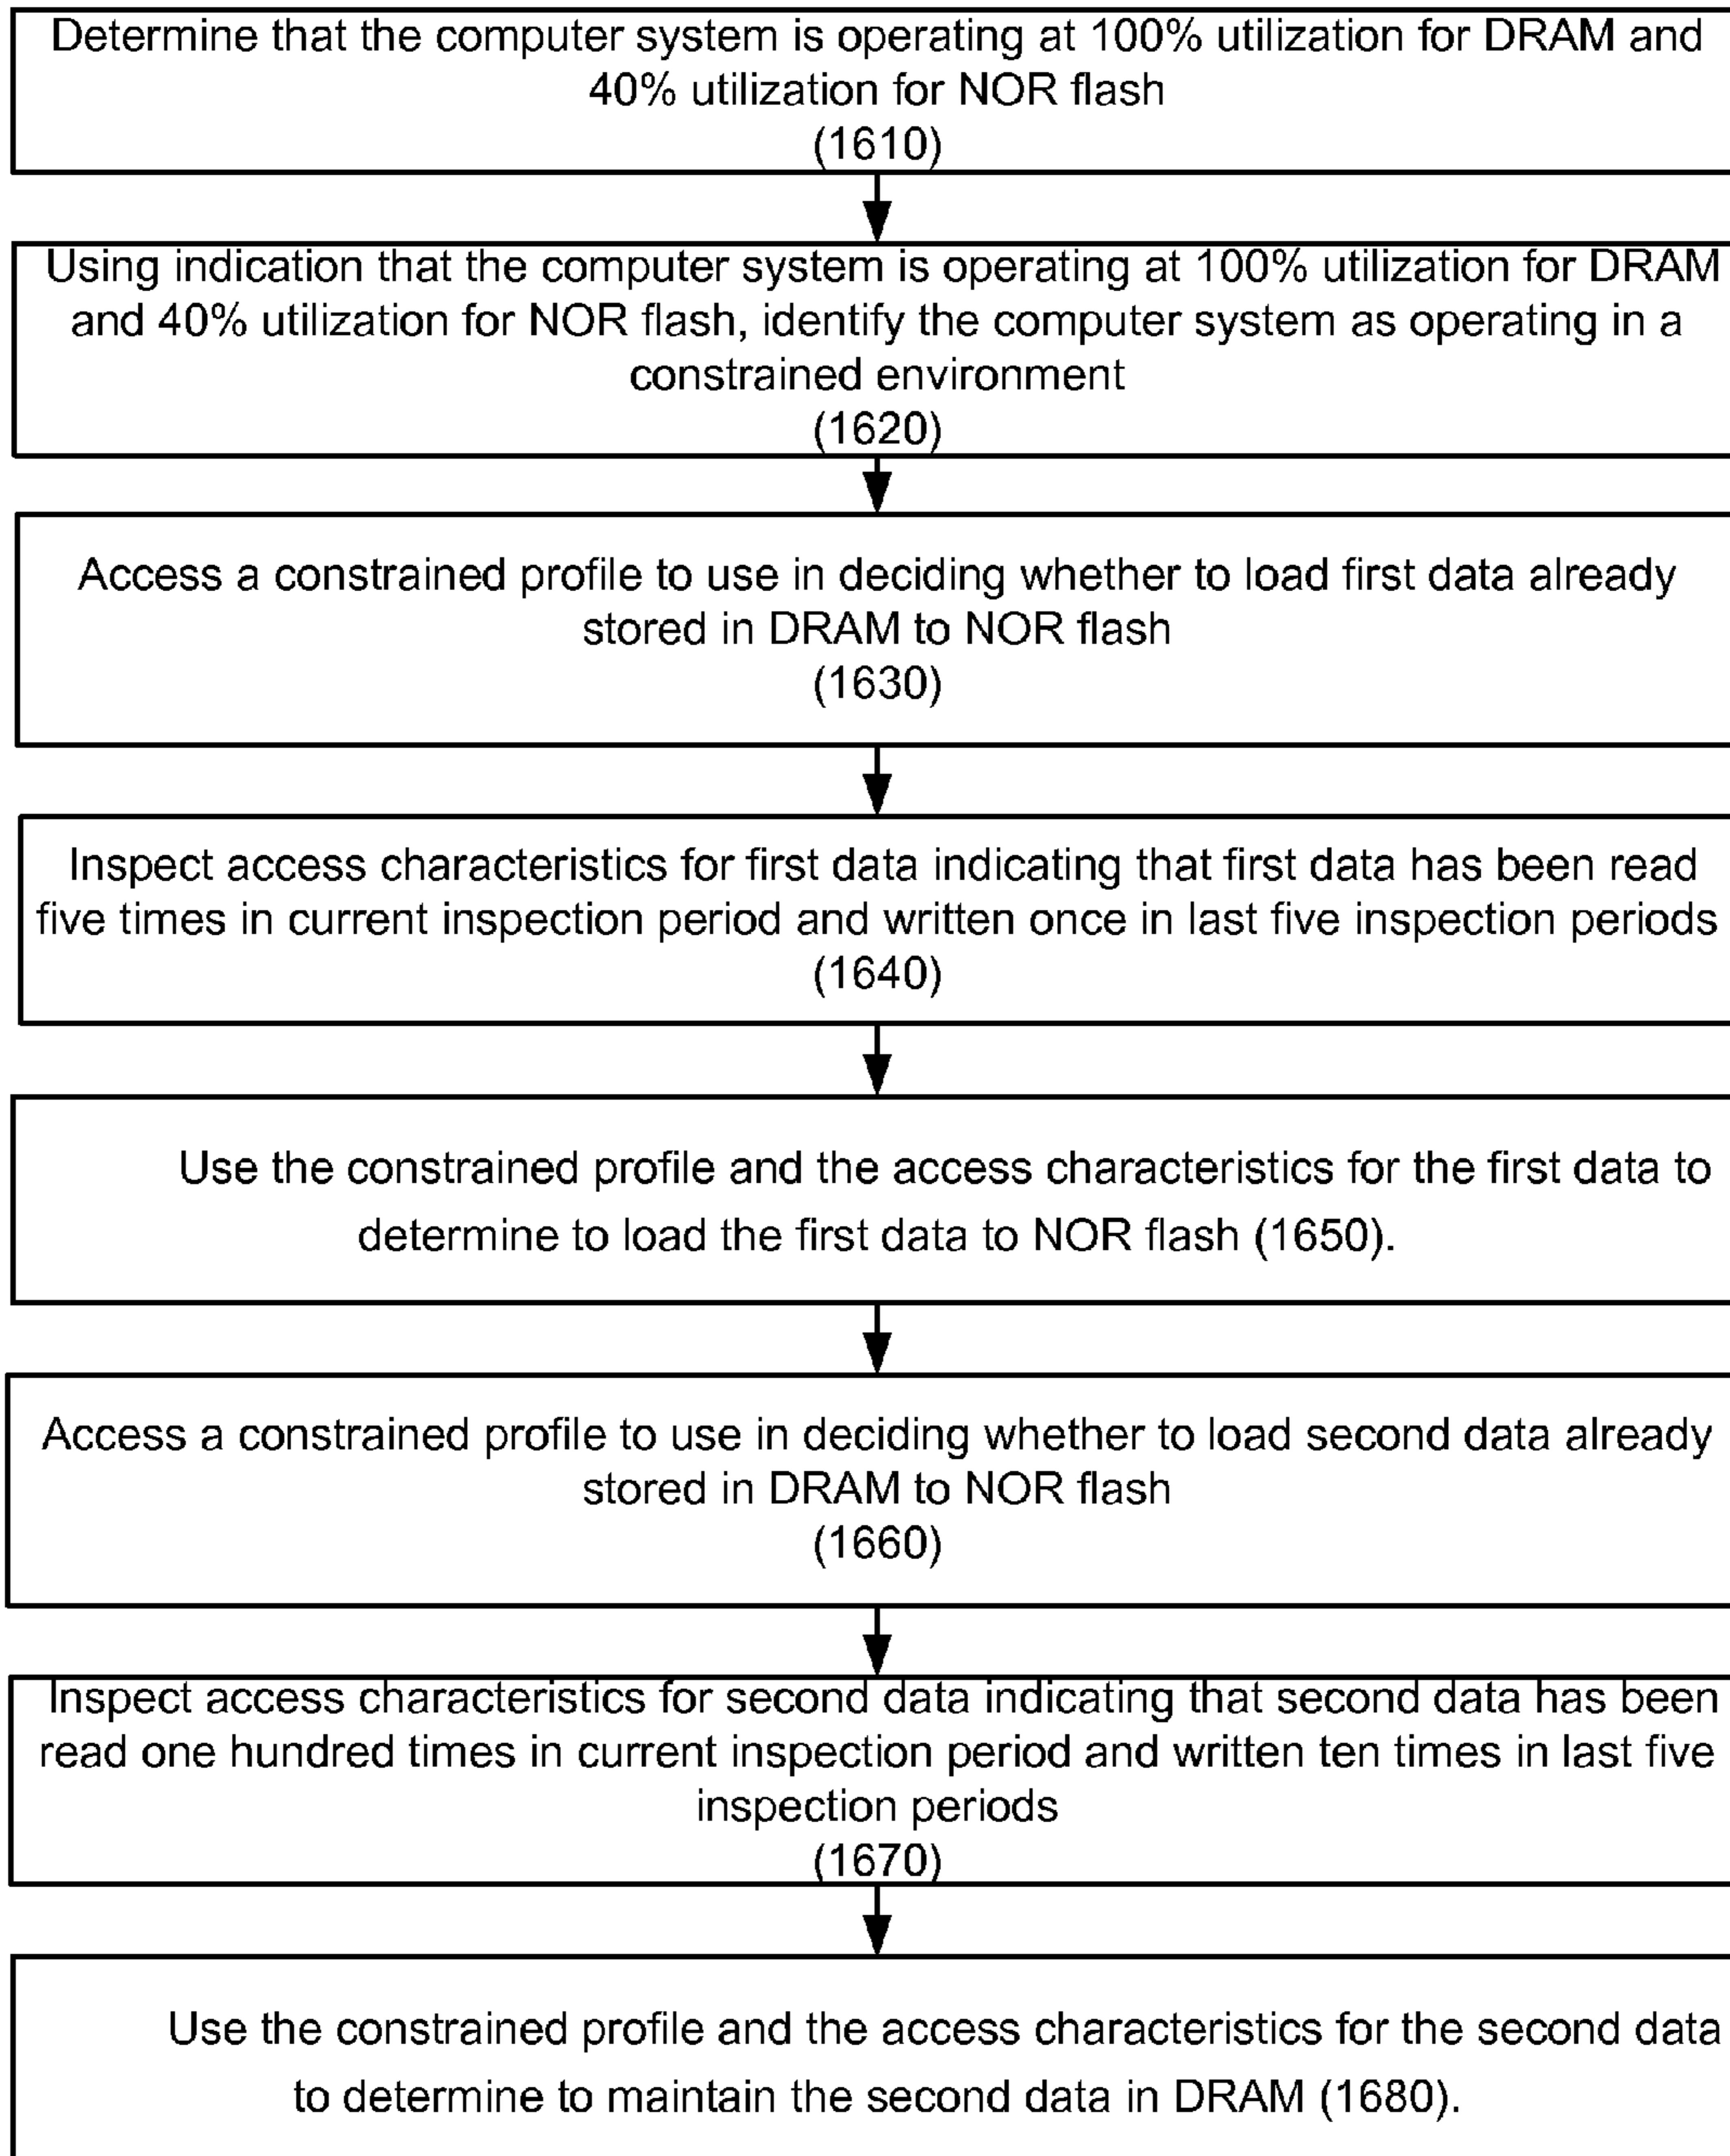 Determine that the computer system is operating at 100% utilization for DRAM and
40% utilization for NOR flash
(1610)
Using indication that the computer system is operating at 100% utilization for DRAM
and 40% utilization for NOR flash, identify the computer system as operating in a
constrained environment
(1620)
Access a constrained profile to use in deciding whether to load first data already
stored in DRAM to NOR flash
(1630)
Inspect access characteristics for first data indicating that first data has been read
five times in current inspection period and written once in last five inspection periods
(1640)
Use the constrained profile and the access characteristics for the first data to
determine to load the first data to NOR flash (1650).
Access a constrained profile to use in deciding whether to load second data already
stored in DRAM to NOR flash
(1660)
Inspect access characteristics for second data indicating that second data has been
read one hundred times in current inspection period and written ten times in last five
inspection periods
(1670)
Use the constrained profile and the access characteristics for the second data
to determine to maintain the second data in DRAM (1680).